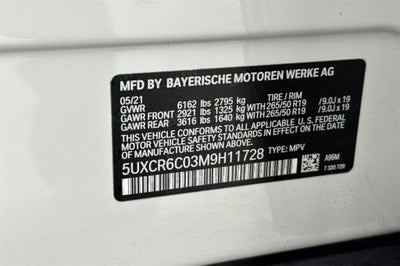 MFD BY BAYERISCHE MOTOREN WERKE AG
05/21 TIRE / RIM
GVWR 6162 lbs 2795 kg
GAWR FRONT 2921 lbs 1325 kg 265/50 R19 / 9.0J x 19
GAWR REAR 3616 lbs 1640 kg 265/50 R19 / 9.0J x 19
THIS VEHICLE CONFORMS TO ALL APPLICABLE U.S. FEDERAL
MOTOR VEHICLE SAFETY STANDARDS IN EFFECT ON THE
DATE OF MANUFACTURE SHOWN ABOVE.
5UXCR6C03M9H11728 TYPE: MPV
A96M
7 320 729